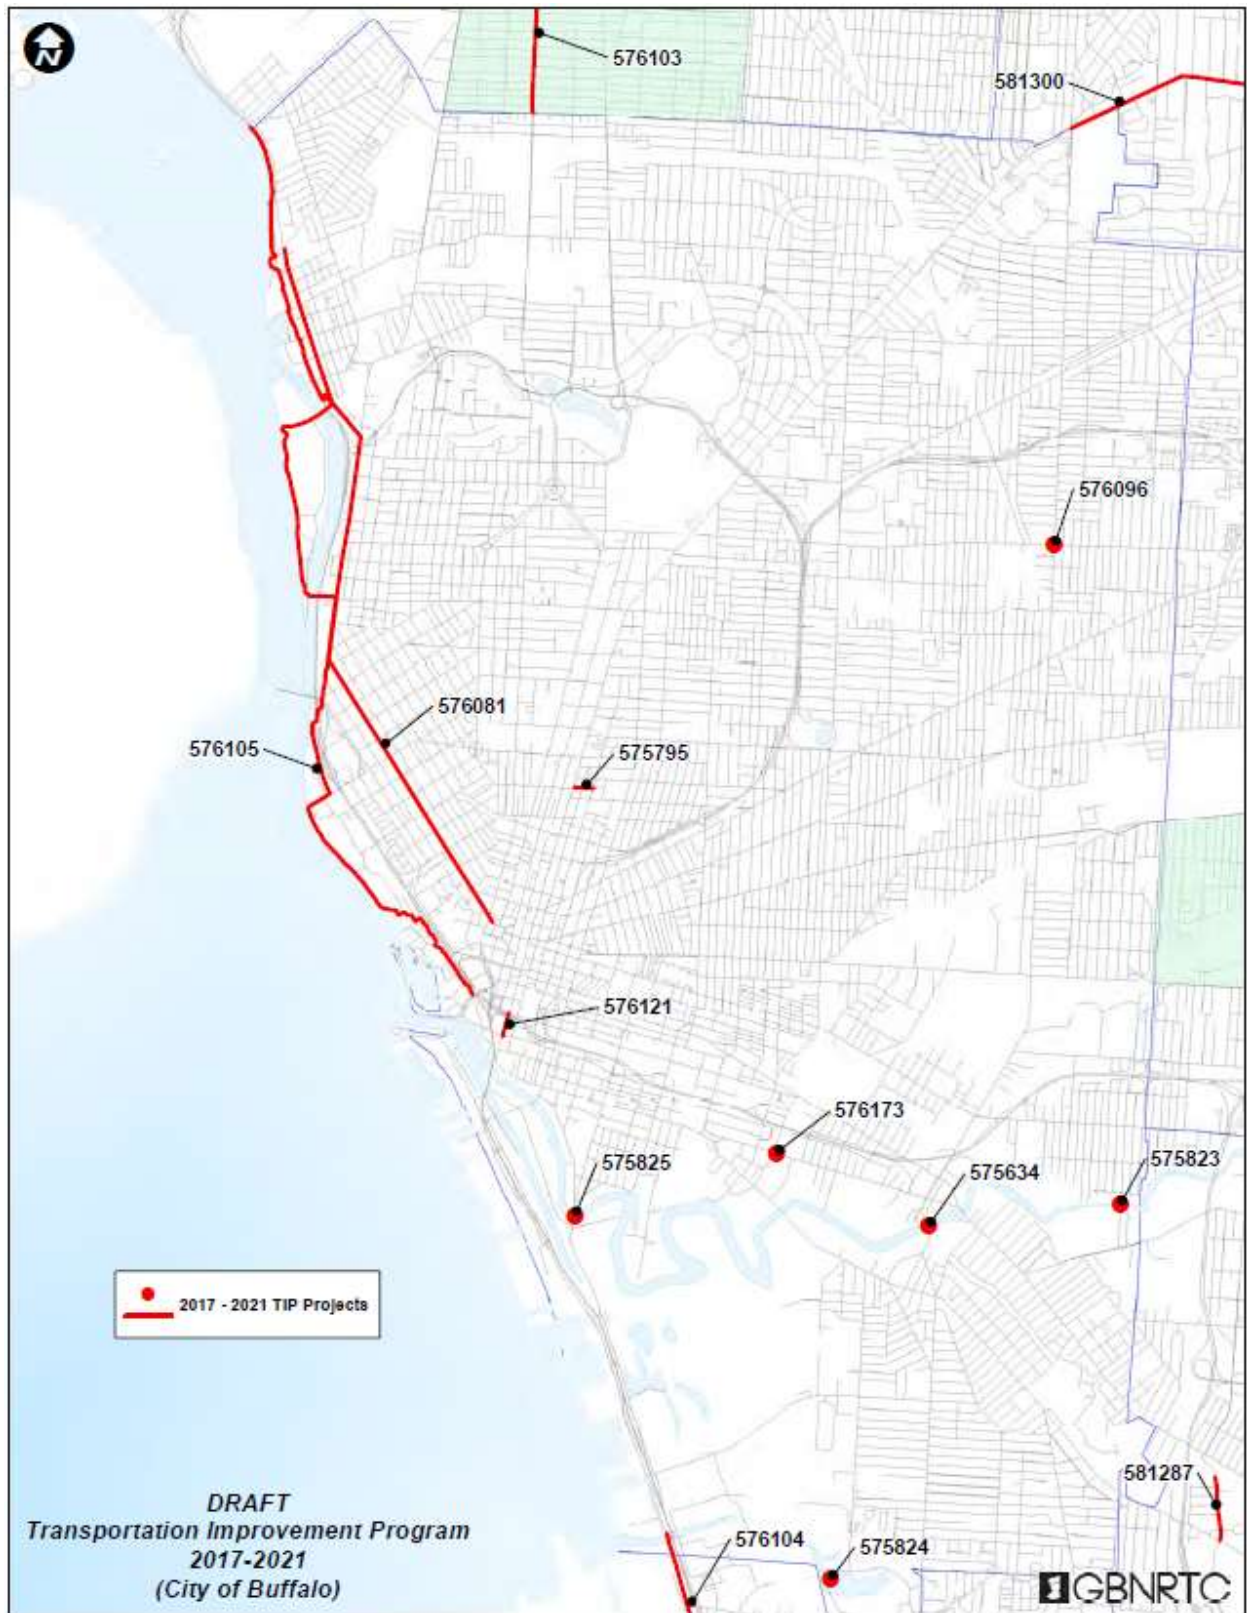 N
576103
581300
576096
576081
576105
575795
576121
576173
575825
575634
575823
2017 - 2021 TIP Projects
581287
DRAFT
Transportation Improvement Program
2017-2021
(City of Buffalo)
576104
575824
GBNRTC